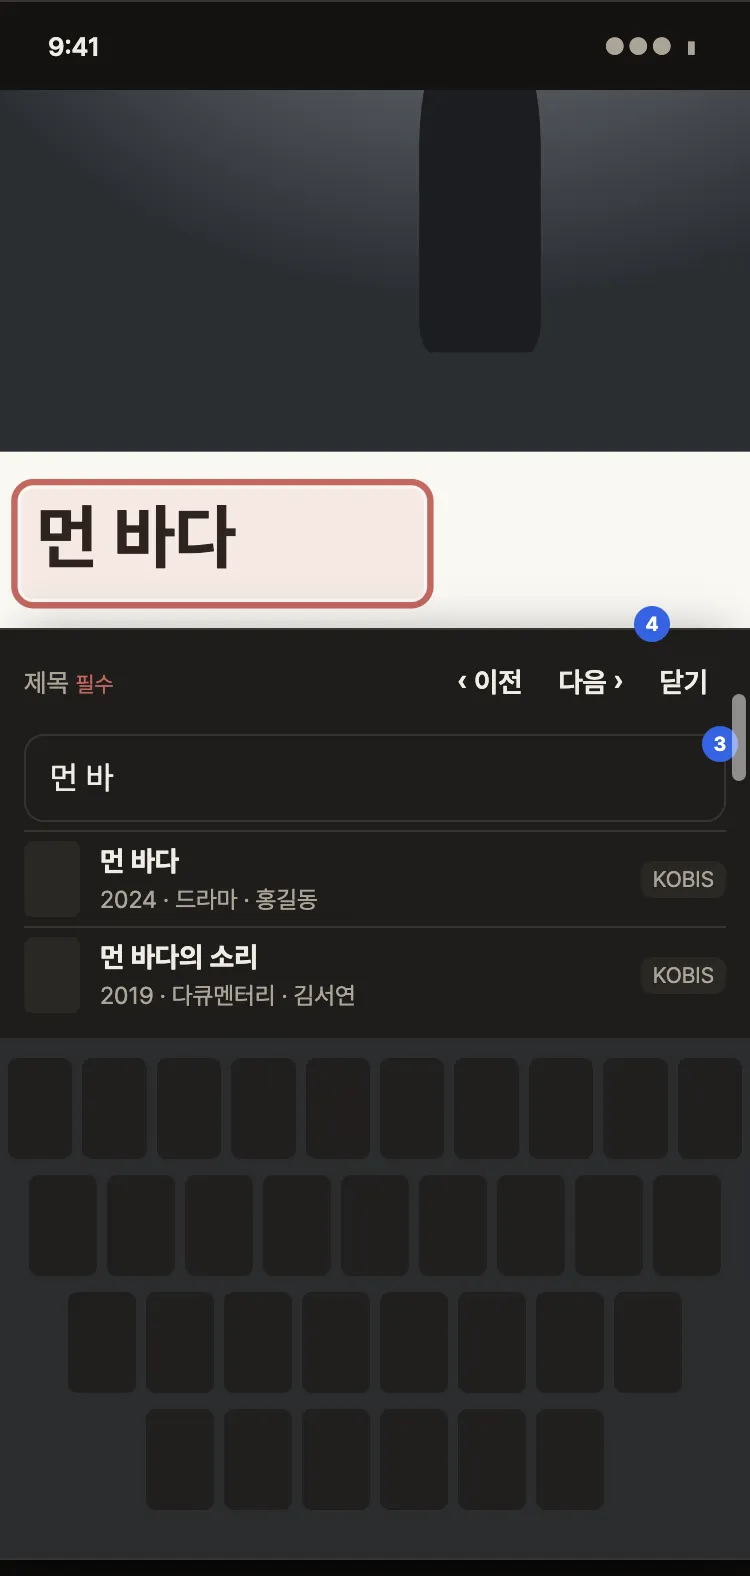 9:41
먼 바다
4
제목 필수
‹ 이전 다음 › 닫기
3
먼 바
먼 바다
2024 · 드라마 · 홍길동
KOBIS
먼 바다의 소리
2019 · 다큐멘터리 · 김서연
KOBIS